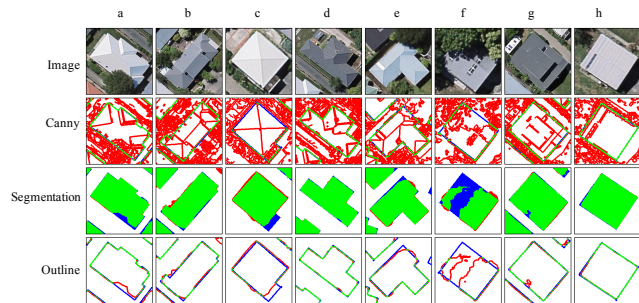 a b c d e f g h
Image
Canny
Segmentation
Outline